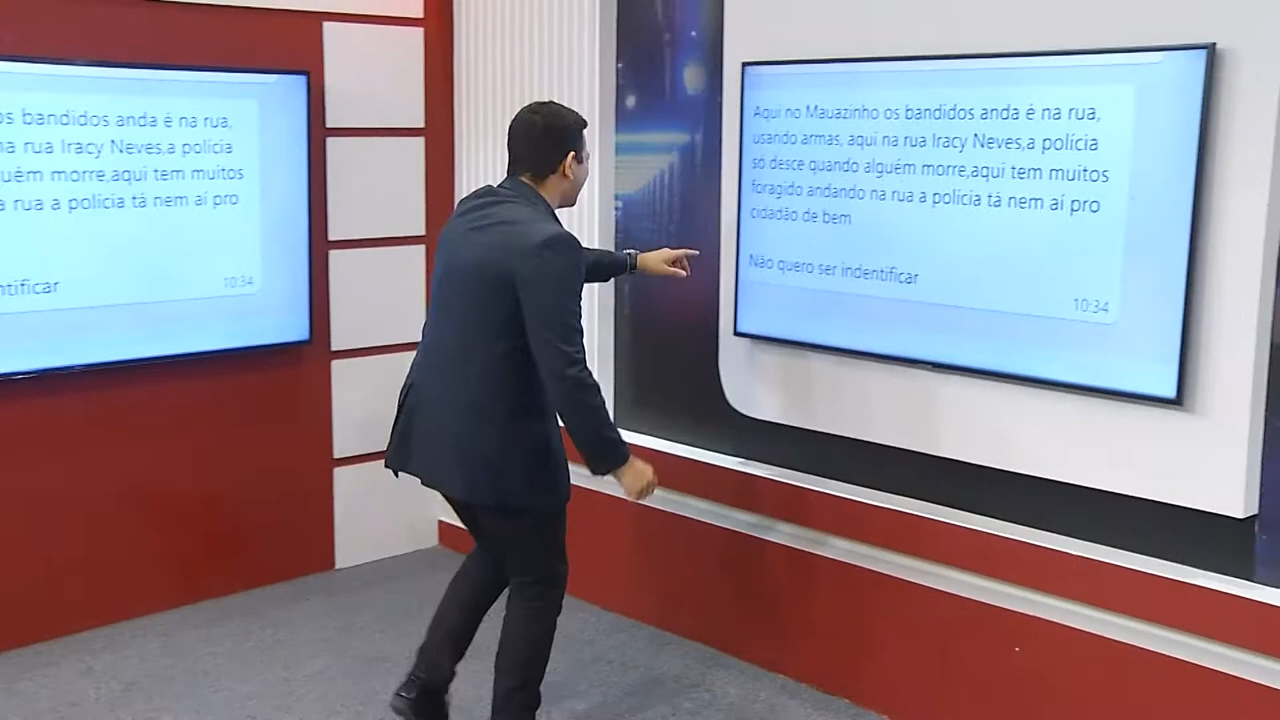 os bandidos anda é na rua,
na rua Iracy Neves,a polícia
uém morre,aqui tem muitos
a rua a polícia tá nem aí pro
ntificar
10:34
Aqui no Mauazinho os bandidos anda é na rua,
usando armas, aqui na rua Iracy Neves,a polícia
só desce quando alguém morre,aqui tem muitos
foragido andando na rua a polícia tá nem aí pro
cidadão de bem
Não quero ser indentificar
10:34